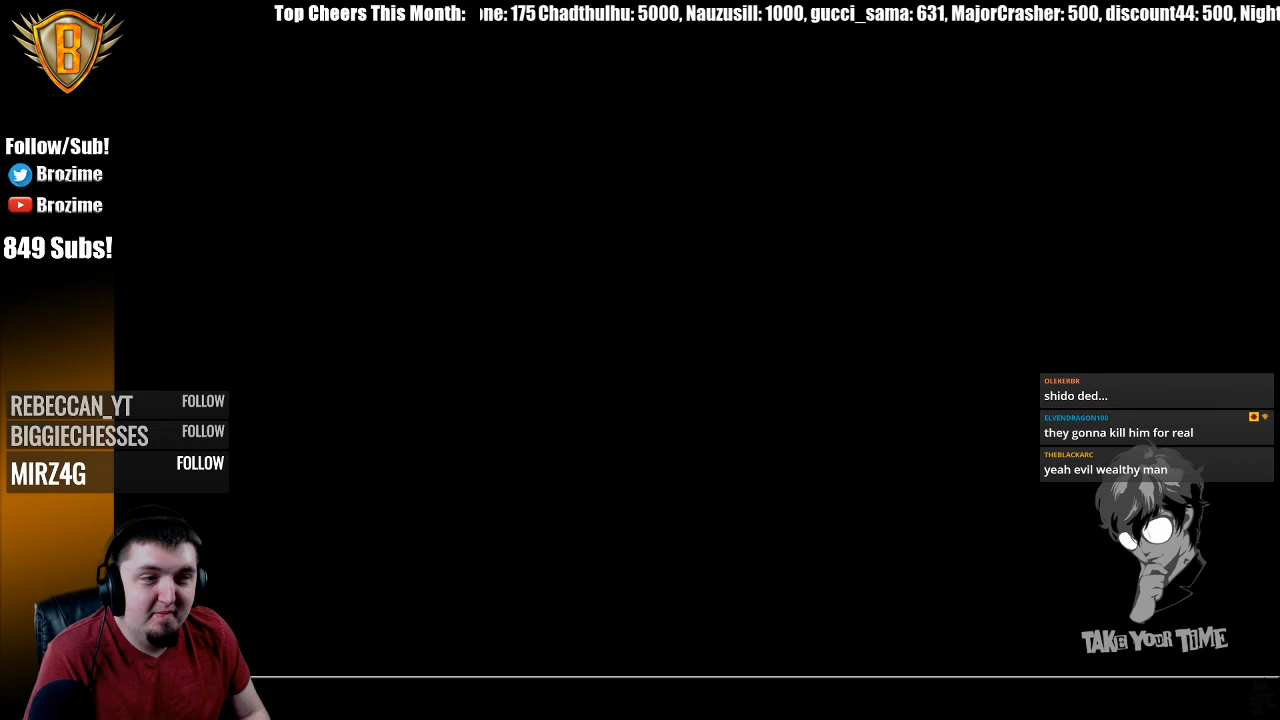 Top Cheers This Month: one: 175 Chadthulhu: 5000, Nauzusill: 1000, gucci_sama: 631, MajorCrasher: 500, discount44: 500, Night
B
Follow/Sub!
Brozime
Brozime
849 Subs!
REBECCAN_YT FOLLOW
BIGGIECHESSES FOLLOW
MIRZ4G FOLLOW
OLEKERBR
shido ded...
ELVENDRAGON100
they gonna kill him for real
THEBLACKARC
yeah evil wealthy man
TAKE YOUR TIME